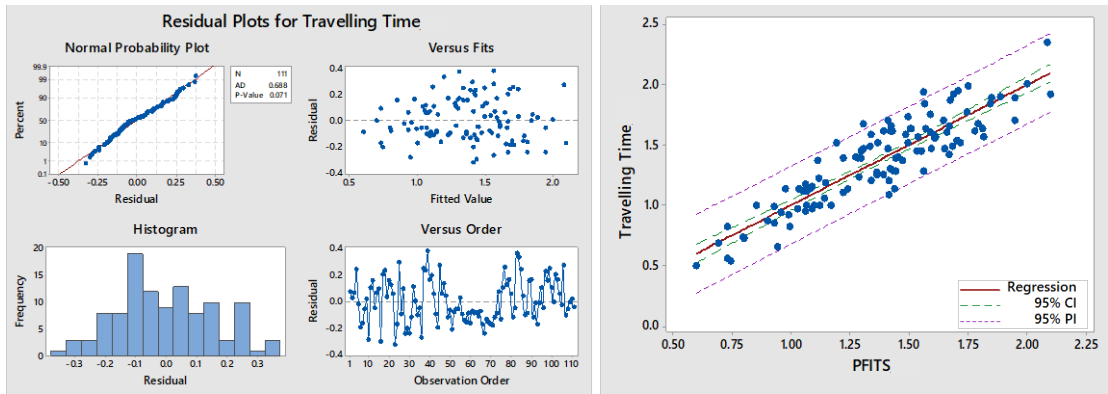 Residual Plots for Travelling Time
Normal Probability Plot
99.9
99
90
50
10
1
0.1
Percent
-0.50 -0.25 0.00 0.25 0.50
Residual
N 111
AD 0.688
P-Value 0.071
Versus Fits
0.4
0.2
0.0
-0.2
-0.4
Residual
0.5 1.0 1.5 2.0
Fitted Value
Histogram
20
15
10
5
0
Frequency
-0.3 -0.2 -0.1 0.0 0.1 0.2 0.3
Residual
Versus Order
0.4
0.2
0.0
-0.2
-0.4
Residual
1 10 20 30 40 50 60 70 80 90 100 110
Observation Order
2.5
2.0
1.5
1.0
0.5
0.0
Travelling Time
0.50 0.75 1.00 1.25 1.50 1.75 2.00 2.25
PFITS
Regression
95% CI
95% PI